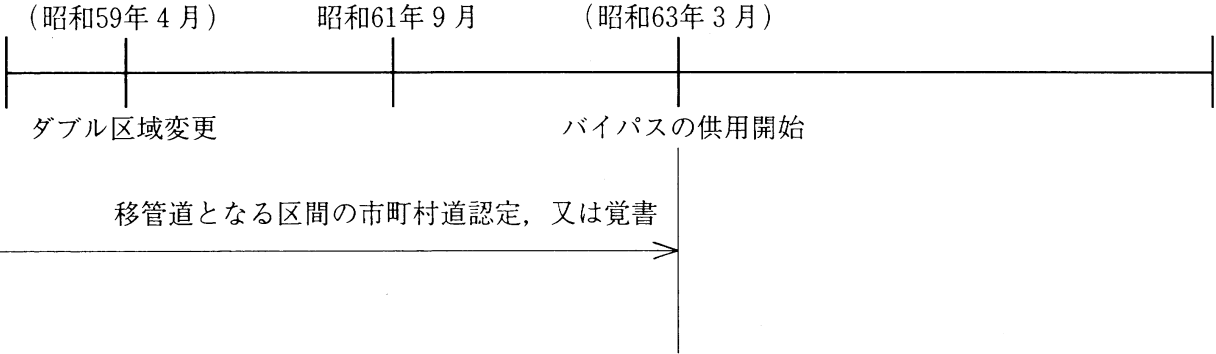 (昭和59年4月) 昭和61年9月 (昭和63年3月)
ダブル区域変更 バイパスの供用開始
移管道となる区間の市町村道認定,又は覚書